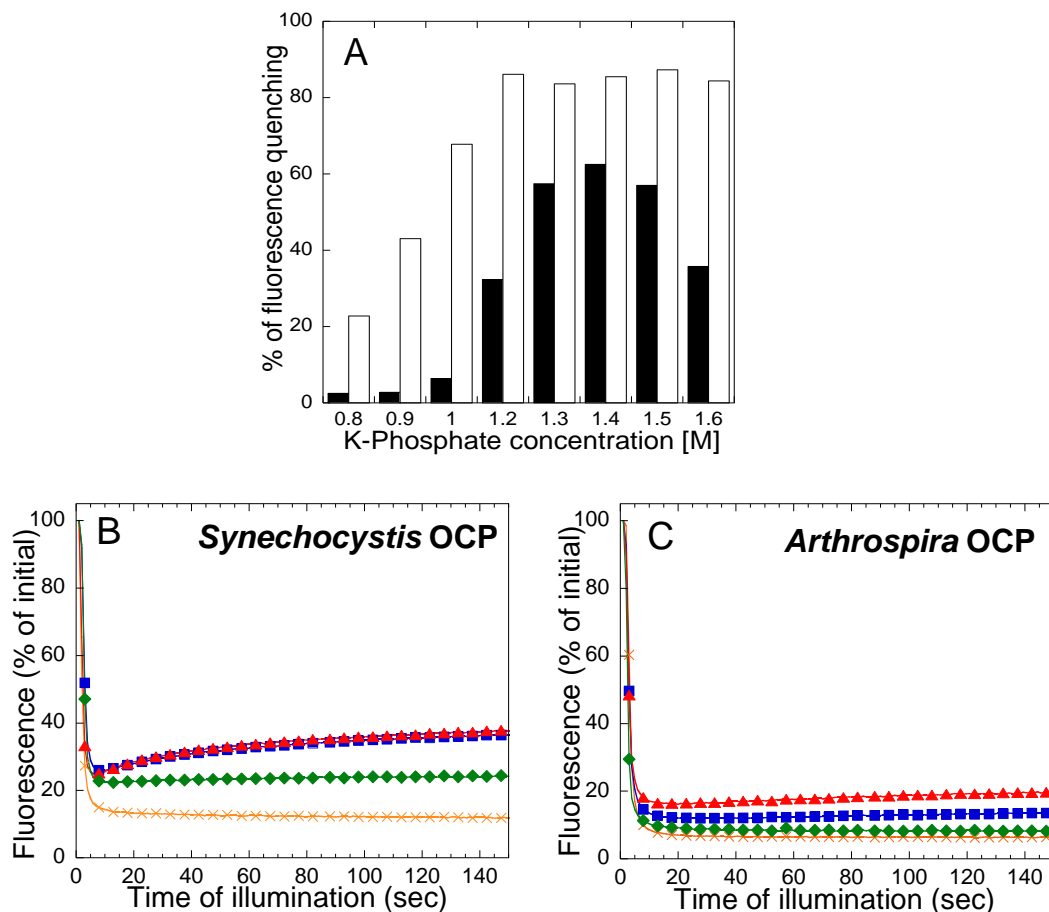 A
% of fluorescence quenching
100
80
60
40
20
0
0.8 0.9 1 1.2 1.3 1.4 1.5 1.6
K-Phosphate concentration [M]
B
Synechocystis OCP
Fluorescence (% of initial)
100
80
60
40
20
0
0 20 40 60 80 100 120 140
Time of illumination (sec)
C
Arthrospira OCP
Fluorescence (% of initial)
100
80
60
40
20
0
0 20 40 60 80 100 120 140
Time of illumination (sec)